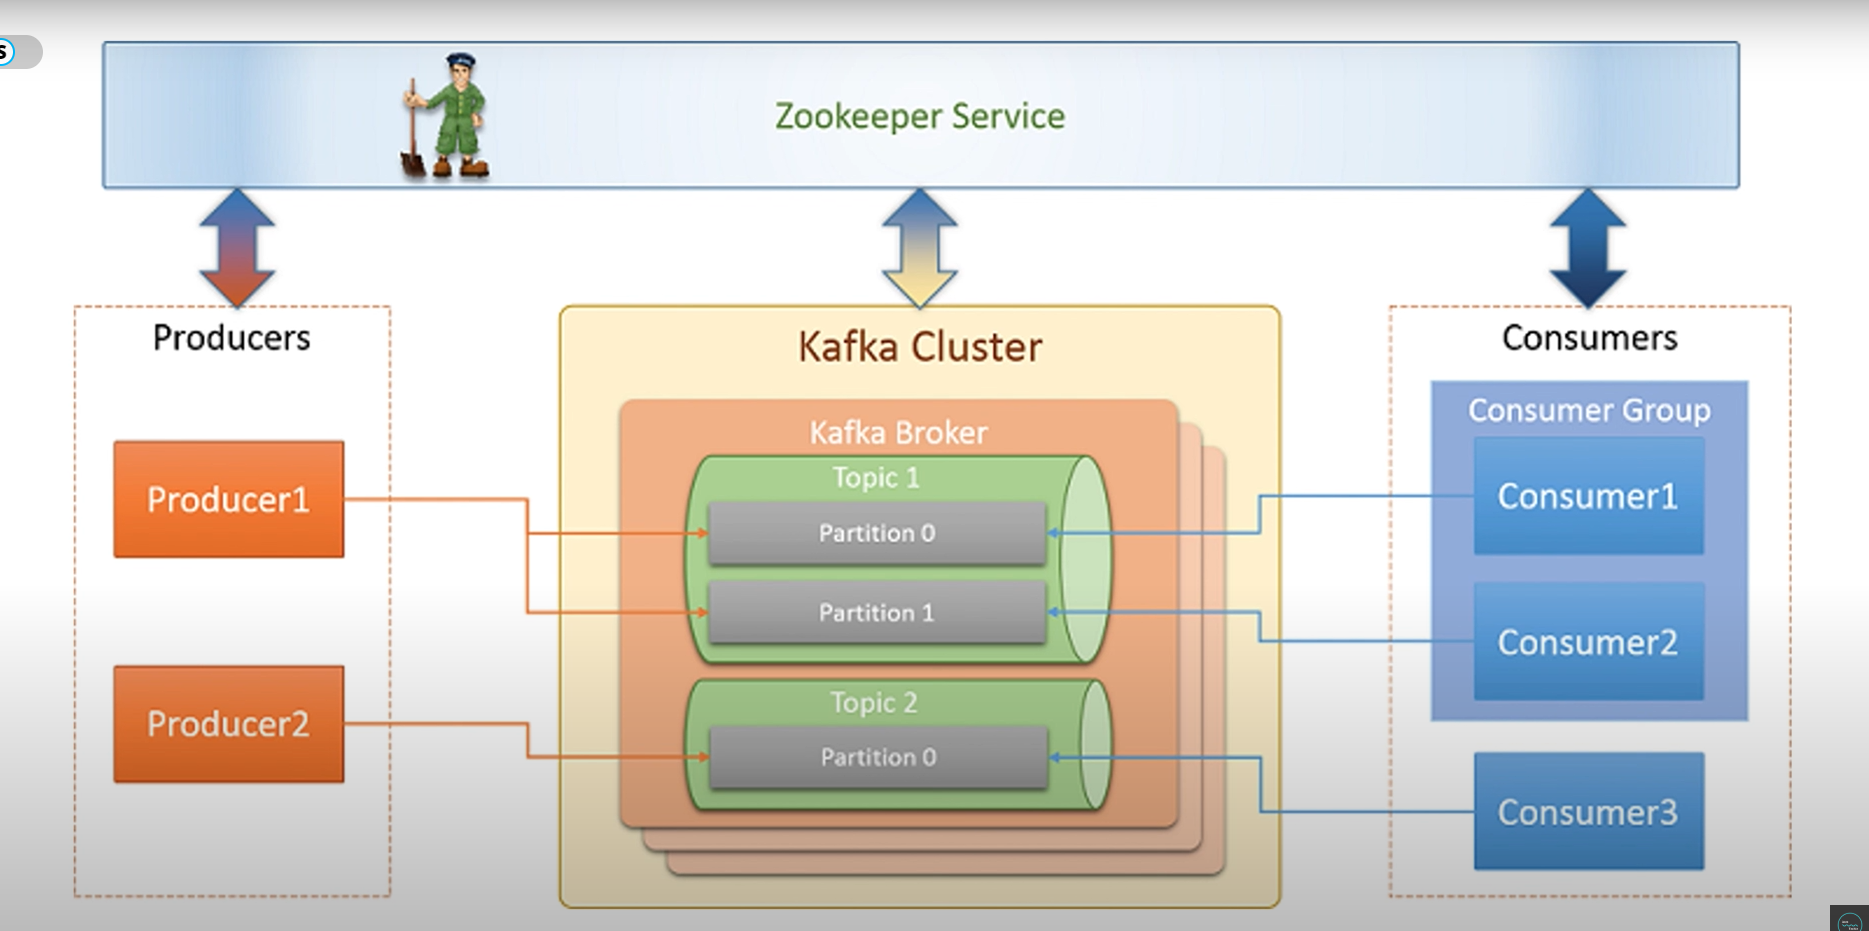 s
Zookeeper Service
Producers
Kafka Cluster
Consumers
Kafka Broker
Consumer Group
Topic 1
Producer1
Partition 0
Consumer1
Partition 1
Consumer2
Topic 2
Producer2
Partition 0
Consumer3